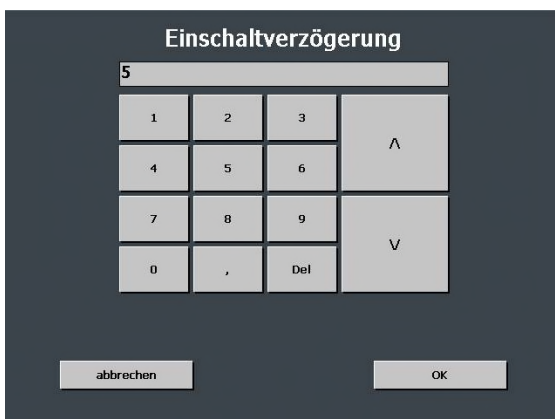 Einschaltverzögerung
5
1 2 3 Λ
4 5 6
7 8 9 V
0 , Del
abbrechen OK